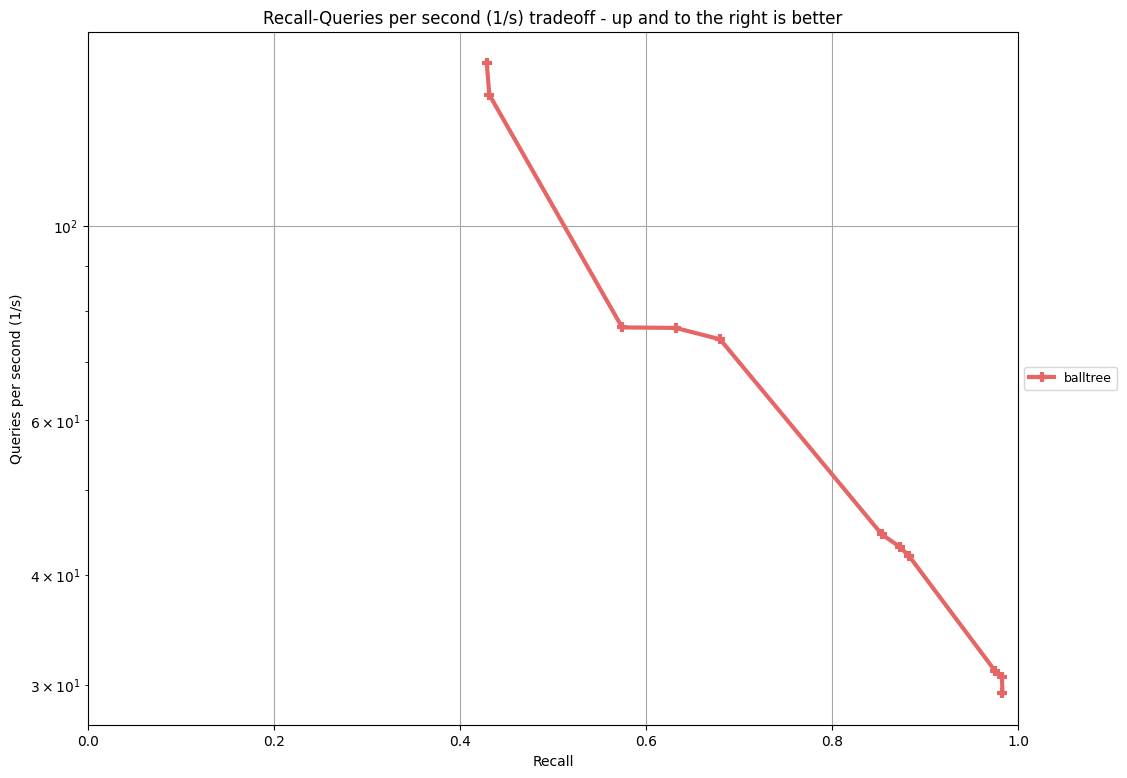 Recall-Queries per second (1/s) tradeoff - up and to the right is better
Queries per second (1/s)
10²
6 × 10¹
4 × 10¹
3 × 10¹
0.0 0.2 0.4 0.6 0.8 1.0
Recall
balltree